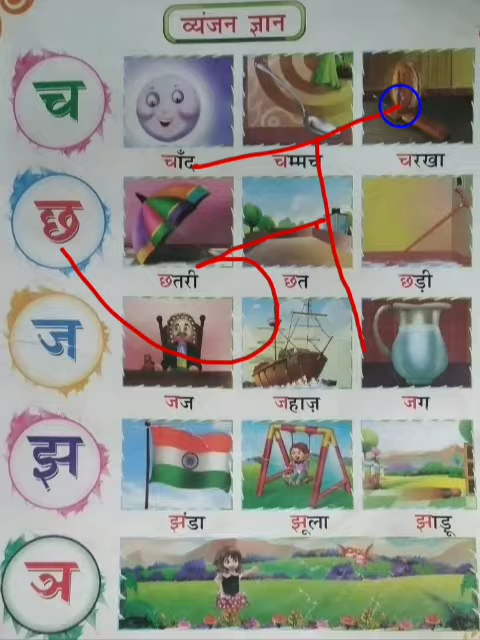 व्यंजन ज्ञान
च
चाँद चम्मच चरखा
छ
छतरी छत छड़ी
ज
जज जहाज़ जग
झ
झंडा झूला झाड़ू
ञ